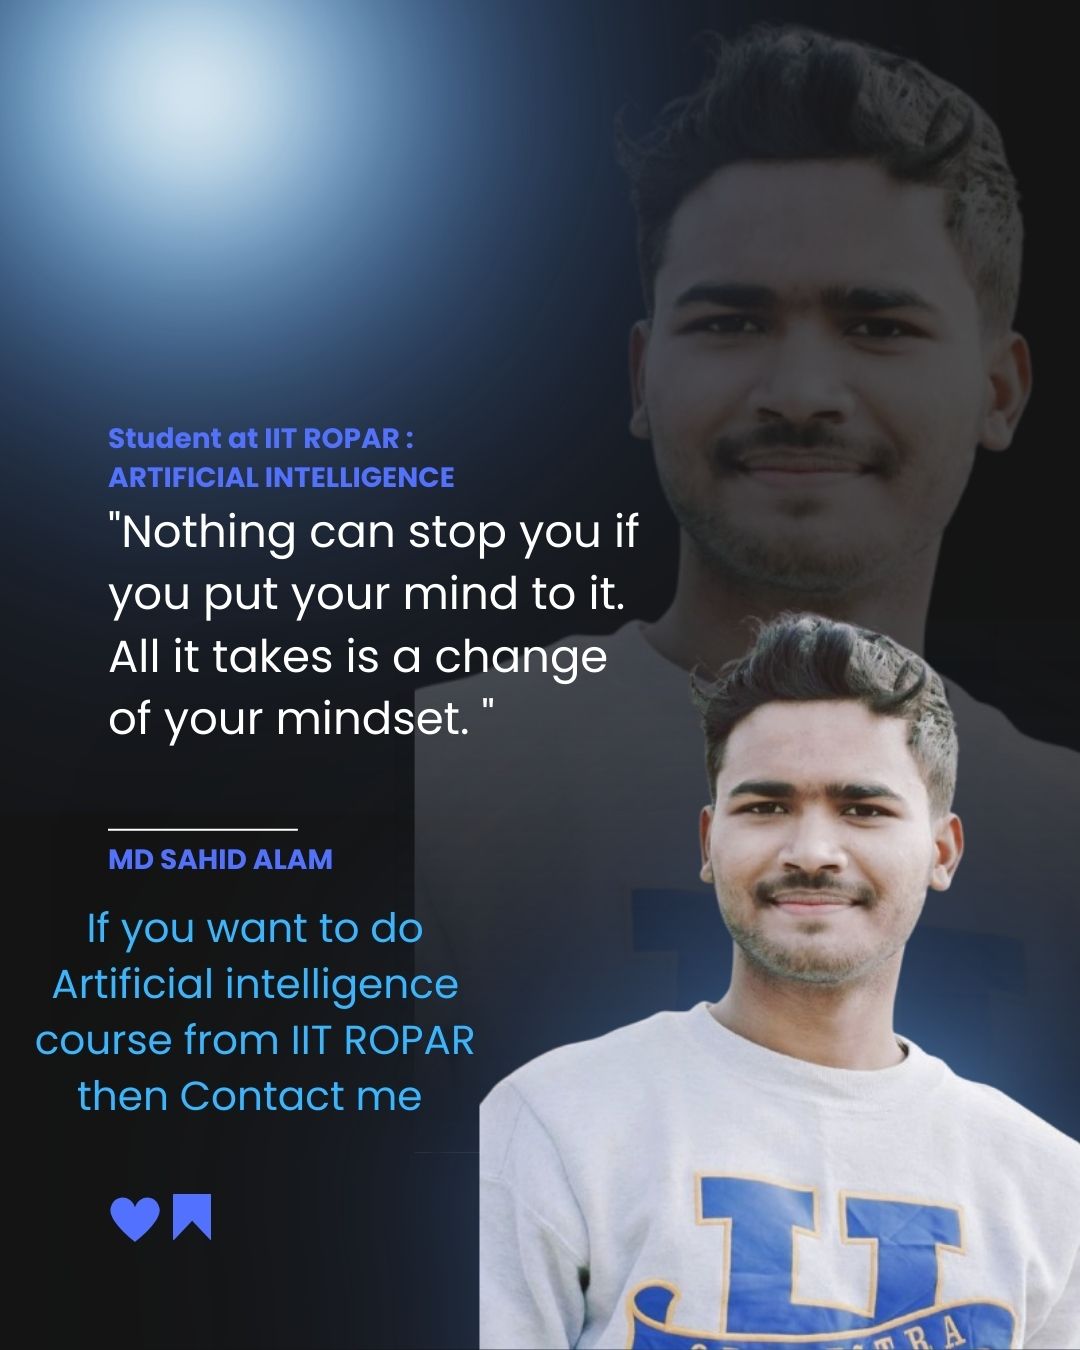 Student at IIT ROPAR :
ARTIFICIAL INTELLIGENCE
"Nothing can stop you if
you put your mind to it.
All it takes is a change
of your mindset. "
MD SAHID ALAM
If you want to do
Artificial intelligence
course from IIT ROPAR
then Contact me